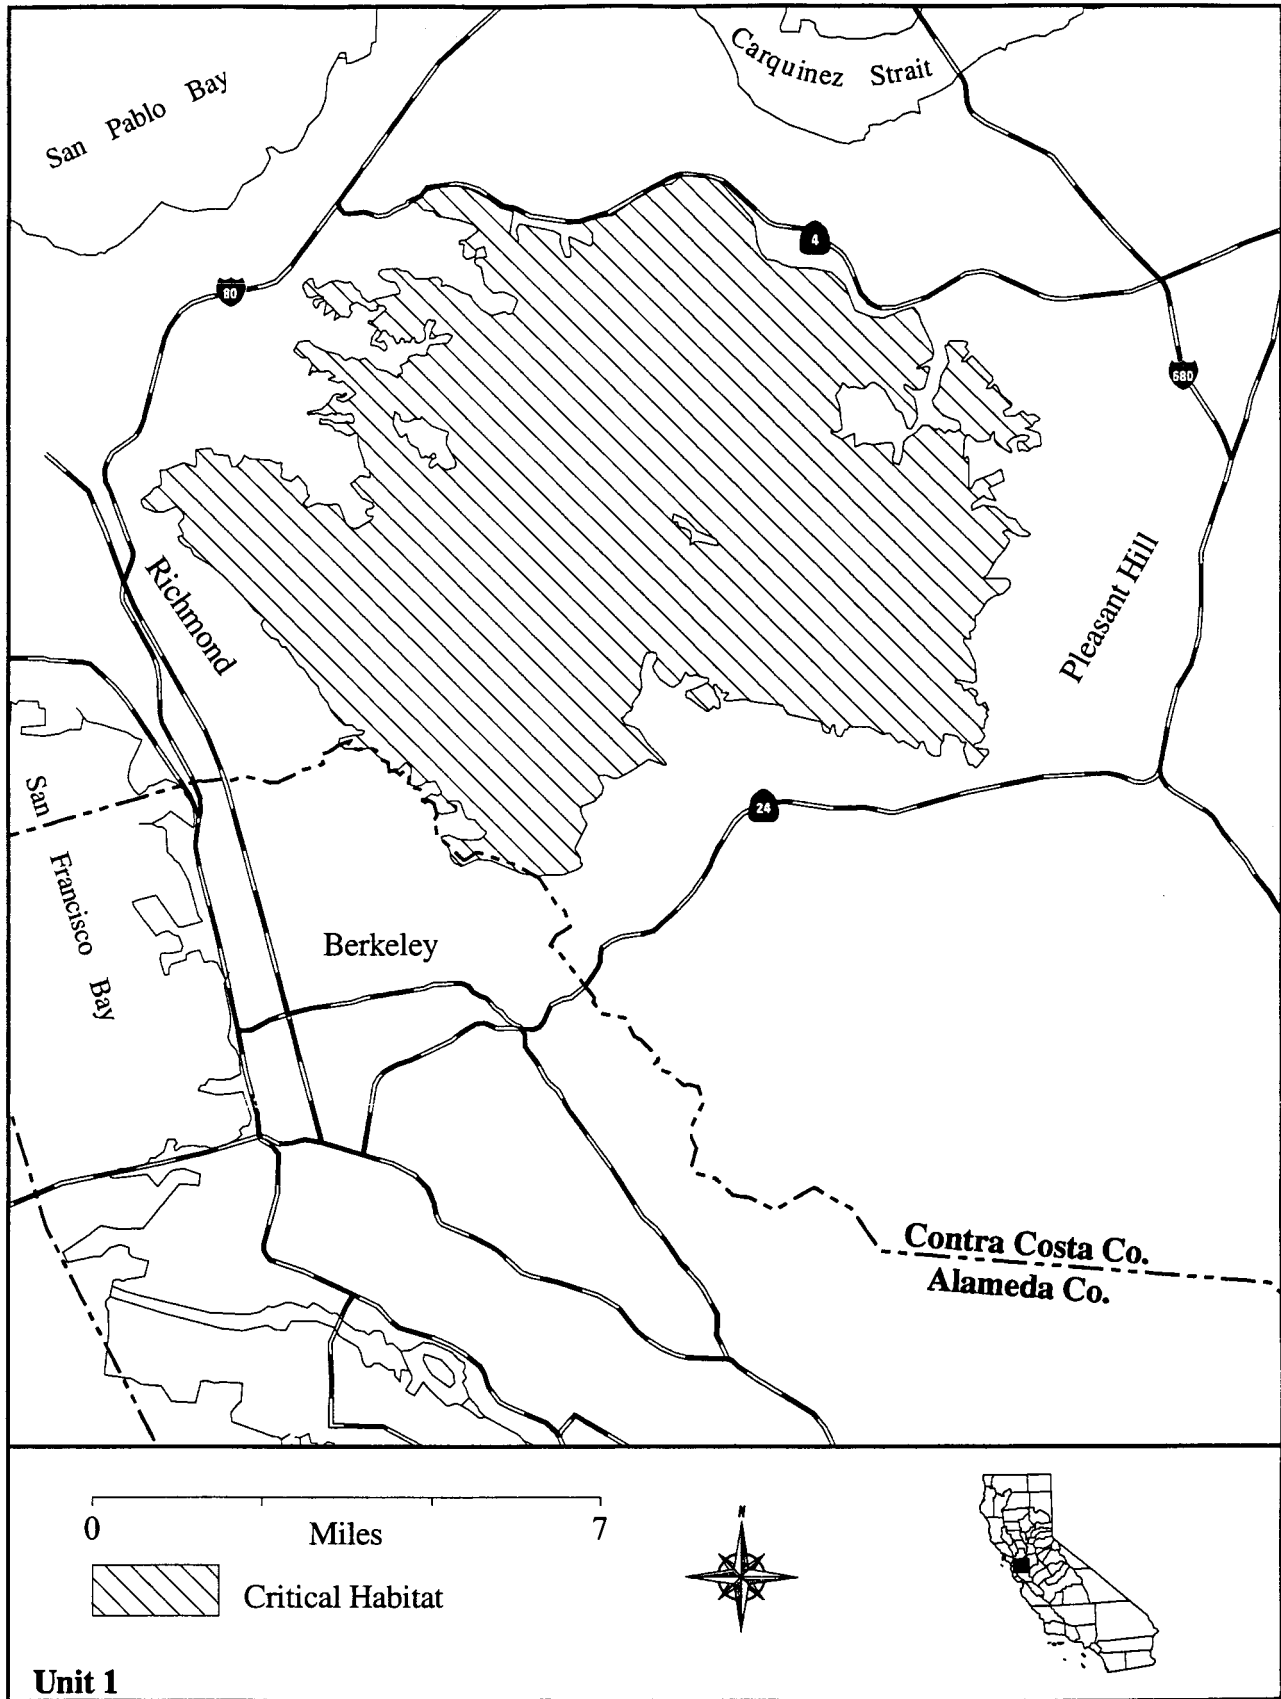 San Pablo Bay
Carquinez Strait
4
80
680
Richmond
Pleasant Hill
San Francisco Bay
24
Berkeley
Contra Costa Co.
Alameda Co.
0
Miles
7
N
Critical Habitat
Unit 1